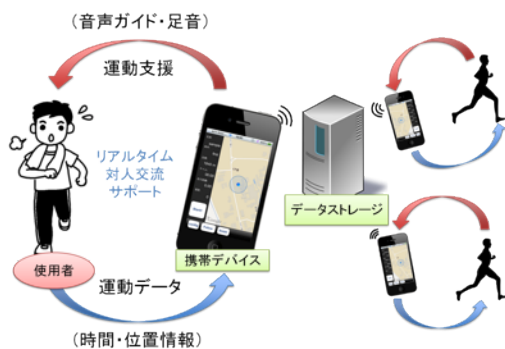 (音声ガイド・足音)
運動支援
リアルタイム
対人交流
サポート
データストレージ
携帯デバイス
使用者
運動データ
(時間・位置情報)